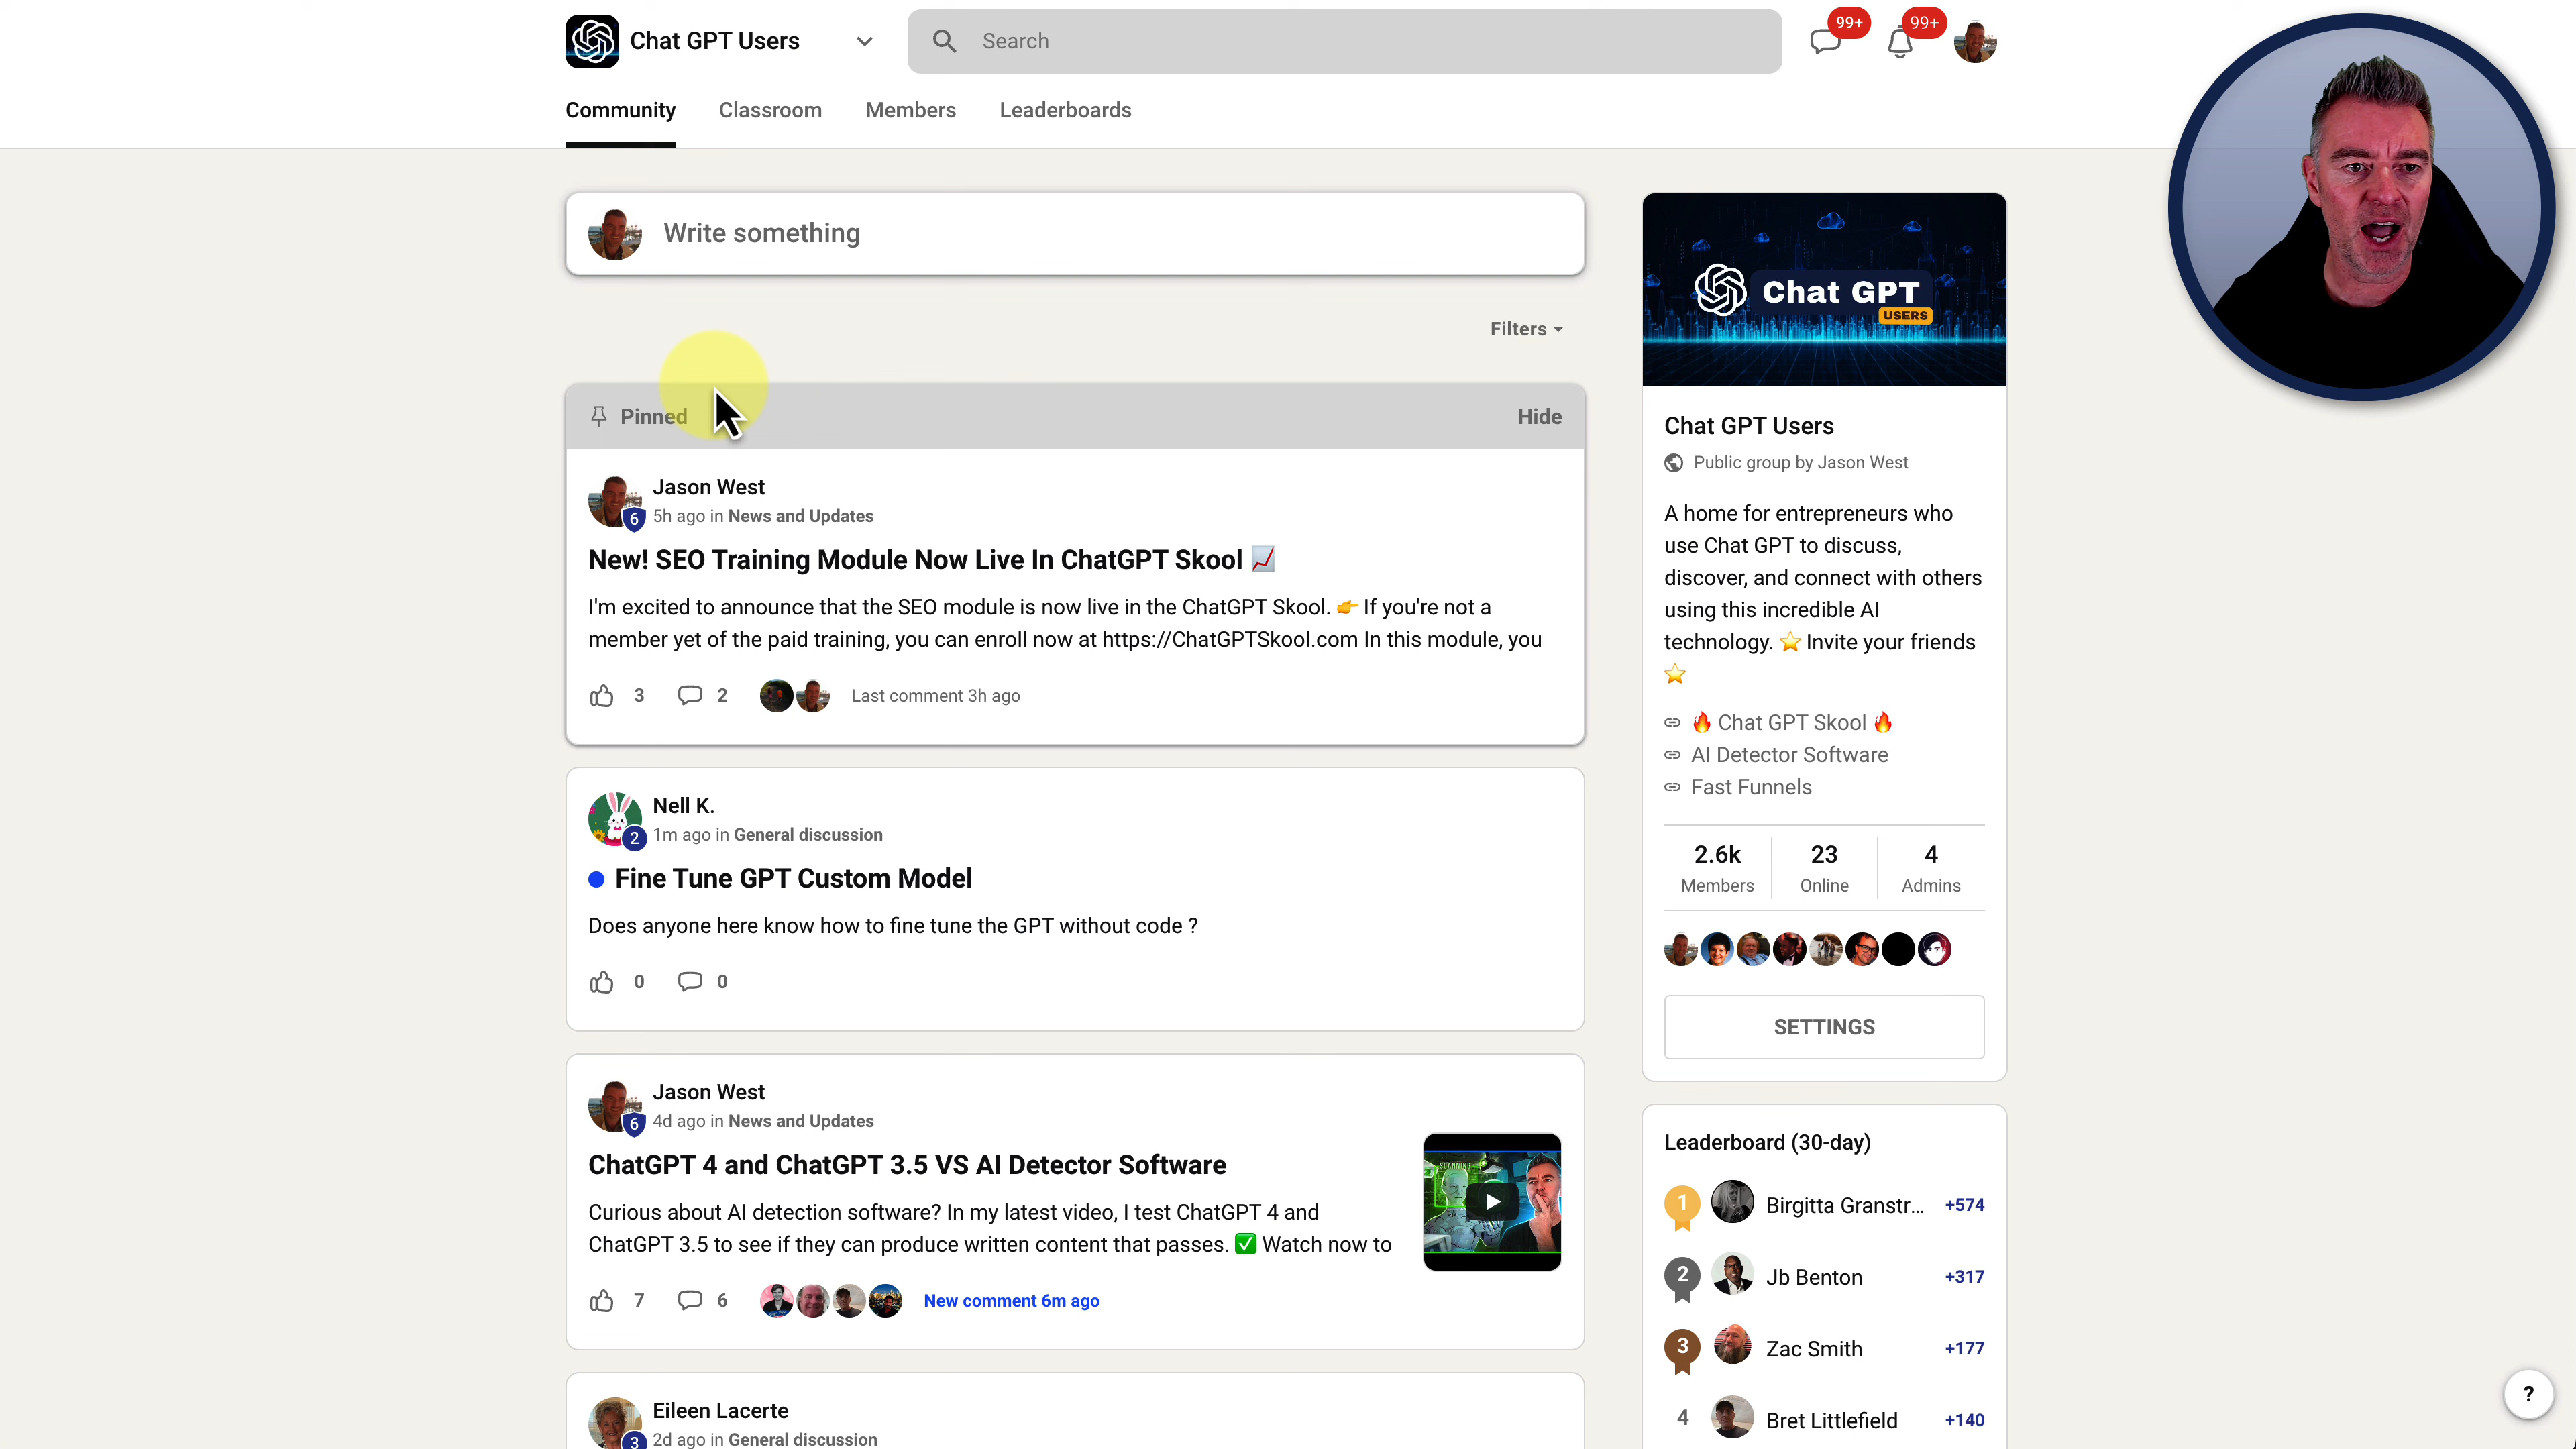 Chat GPT Users
Search
99+
99+
Community
Classroom
Members
Leaderboards
Write something
Filters
Pinned
Hide
6
Jason West
5h ago in News and Updates
New! SEO Training Module Now Live In ChatGPT Skool 📈
I'm excited to announce that the SEO module is now live in the ChatGPT Skool. 👉 If you're not a
member yet of the paid training, you can enroll now at https://ChatGPTSkool.com In this module, you
3
2
Last comment 3h ago
2
Nell K.
1m ago in General discussion
Fine Tune GPT Custom Model
Does anyone here know how to fine tune the GPT without code ?
0
0
6
Jason West
4d ago in News and Updates
ChatGPT 4 and ChatGPT 3.5 VS AI Detector Software
Curious about AI detection software? In my latest video, I test ChatGPT 4 and
ChatGPT 3.5 to see if they can produce written content that passes. ✅ Watch now to
SCANNING
7
6
New comment 6m ago
3
Eileen Lacerte
2d ago in General discussion
Chat GPT
USERS
Chat GPT Users
Public group by Jason West
A home for entrepreneurs who
use Chat GPT to discuss,
discover, and connect with others
using this incredible AI
technology. ⭐ Invite your friends
⭐
🔥 Chat GPT Skool 🔥
AI Detector Software
Fast Funnels
2.6k
Members
23
Online
4
Admins
SETTINGS
Leaderboard (30-day)
1 Birgitta Granstr... +574
2 Jb Benton +317
3 Zac Smith +177
4 Bret Littlefield +140
?